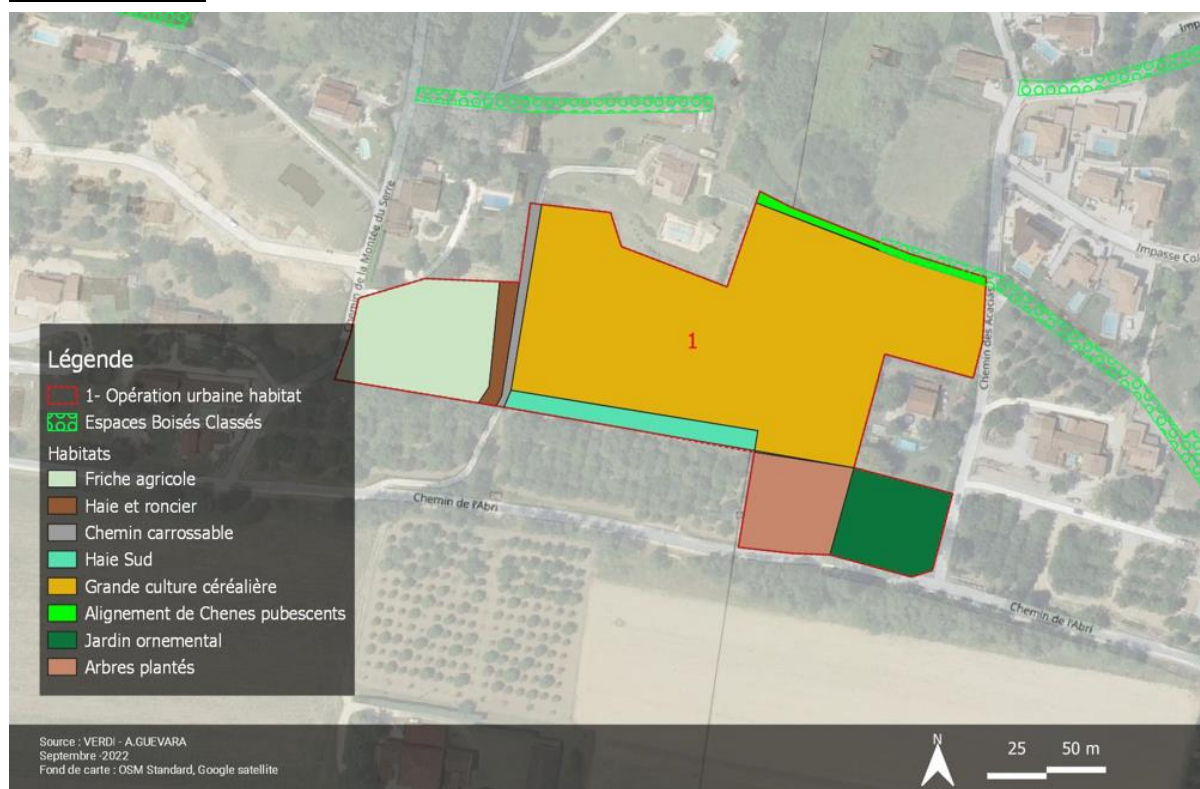 Imp
Chemin de la Montée du Serre
Impasse Col
Chemin des Acacias
1
Légende
1- Opération urbaine habitat
Espaces Boisés Classés
Habitats
Friche agricole
Haie et roncier
Chemin carrossable
Haie Sud
Grande culture céréalière
Alignement de Chenes pubescents
Jardin ornemental
Arbres plantés
Chemin de l'Abri
Chemin de l'Abri
Source : VERDI - A.GUEVARA
Septembre -2022
Fond de carte : OSM Standard, Google satellite
N
25 50 m